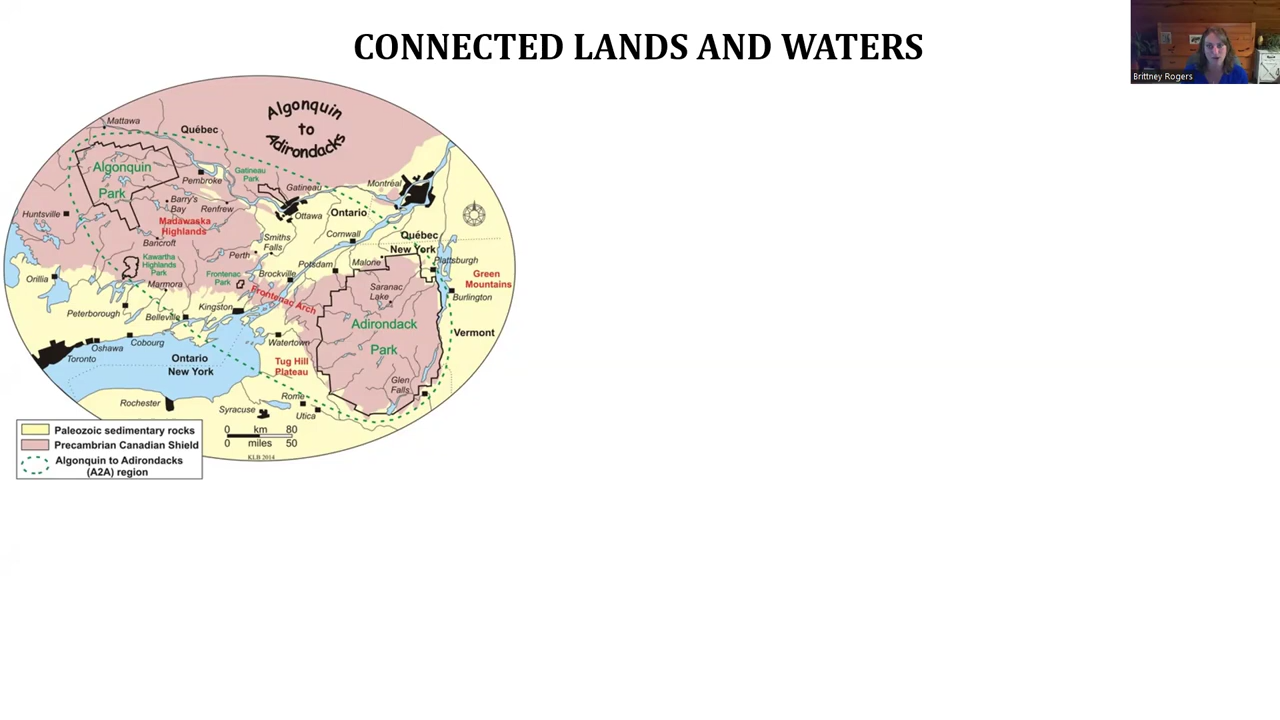 CONNECTED LANDS AND WATERS
Brittney Rogers
Algonquin
to
Adirondacks
Mattawa
Québec
Algonquin
Park
Pembroke
Gatineau
Park
Gatineau
Montréal
Barry's
Bay
Renfrew
Huntsville
Madawaska
Highlands
Ottawa
Ontario
Cornwall
Québec
New York
Bancroft
Smiths
Falls
Perth
Potsdam
Malone
Plattsburgh
Kawartha
Highlands
Park
Frontenac
Park
Brockville
Green
Mountains
Orillia
Marmora
Frontenac Arch
Saranac
Lake
Burlington
Peterborough
Belleville
Kingston
Adirondack
Park
Vermont
Watertown
Cobourg
Oshawa
Toronto
Ontario
New York
Tug Hill
Plateau
Glen
Falls
Rochester
Syracuse
Rome
Utica
0 km 80
0 miles 50
KLB 2014
Paleozoic sedimentary rocks
Precambrian Canadian Shield
Algonquin to Adirondacks
(A2A) region